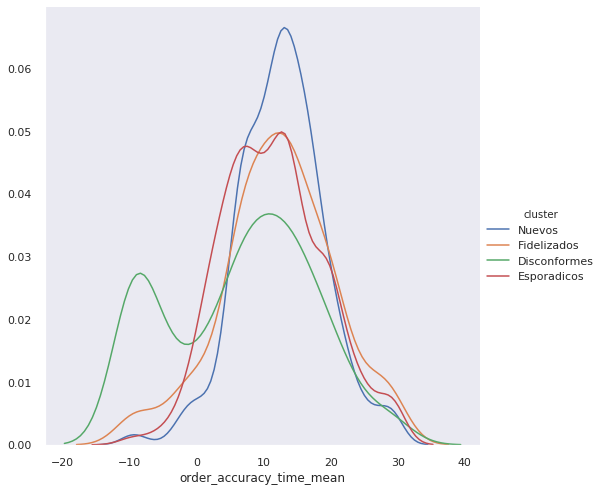 0.06
0.05
0.04
0.03
0.02
0.01
0.00
−20
−10
0
10
20
30
40
order_accuracy_time_mean
cluster
Nuevos
Fidelizados
Disconformes
Esporadicos